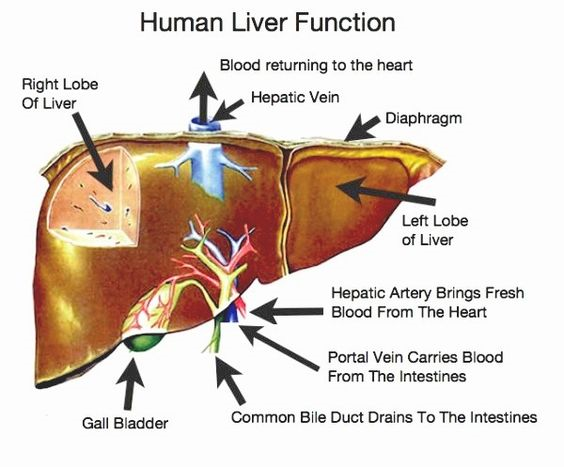 Human Liver Function
Blood returning to the heart
Right Lobe
Of Liver
Hepatic Vein
Diaphragm
Left Lobe
of Liver
Hepatic Artery Brings Fresh
Blood From The Heart
Portal Vein Carries Blood
From The Intestines
Common Bile Duct Drains To The Intestines
Gall Bladder